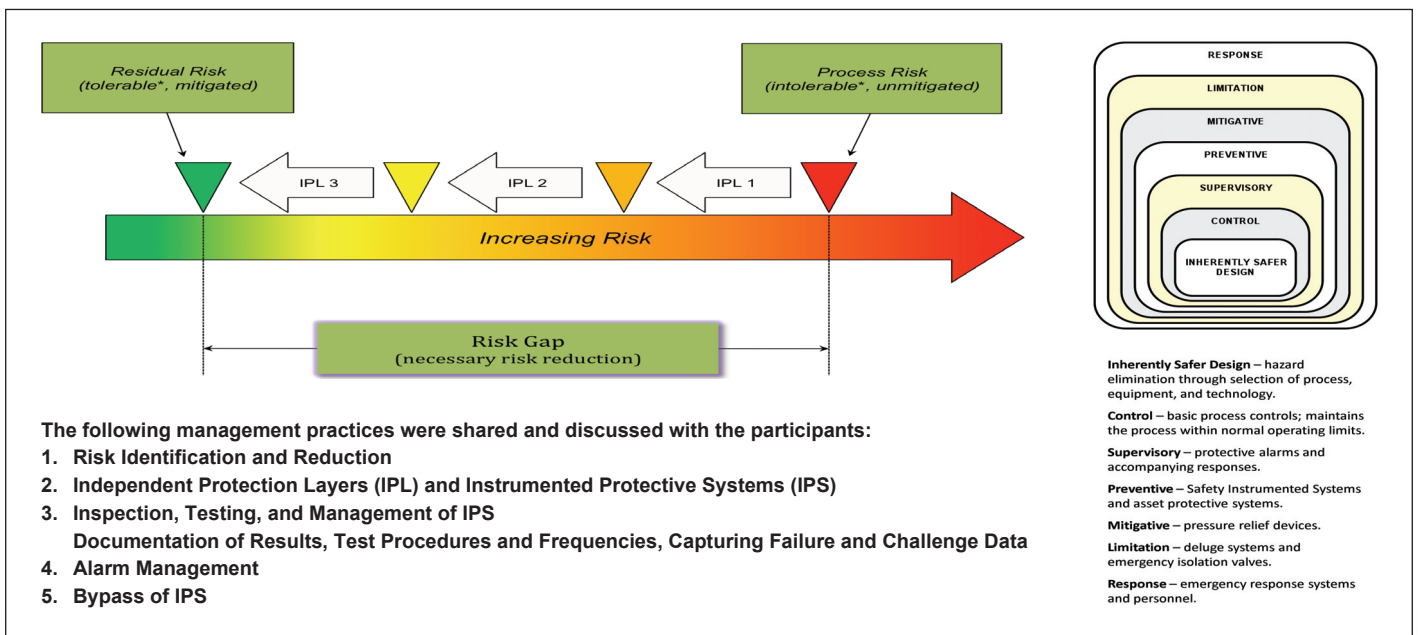 Residual Risk
(tolerable*, mitigated)
Process Risk
(intolerable*, unmitigated)
IPL 3
IPL 2
IPL 1
Increasing Risk
Risk Gap
(necessary risk reduction)
The following management practices were shared and discussed with the participants:
1. Risk Identification and Reduction
2. Independent Protection Layers (IPL) and Instrumented Protective Systems (IPS)
3. Inspection, Testing, and Management of IPS
Documentation of Results, Test Procedures and Frequencies, Capturing Failure and Challenge Data
4. Alarm Management
5. Bypass of IPS
RESPONSE
LIMITATION
MITIGATIVE
PREVENTIVE
SUPERVISORY
CONTROL
INHERENTLY SAFER
DESIGN
Inherently Safer Design – hazard
elimination through selection of process,
equipment, and technology.
Control – basic process controls; maintains
the process within normal operating limits.
Supervisory – protective alarms and
accompanying responses.
Preventive – Safety Instrumented Systems
and asset protective systems.
Mitigative – pressure relief devices.
Limitation – deluge systems and
emergency isolation valves.
Response – emergency response systems
and personnel.